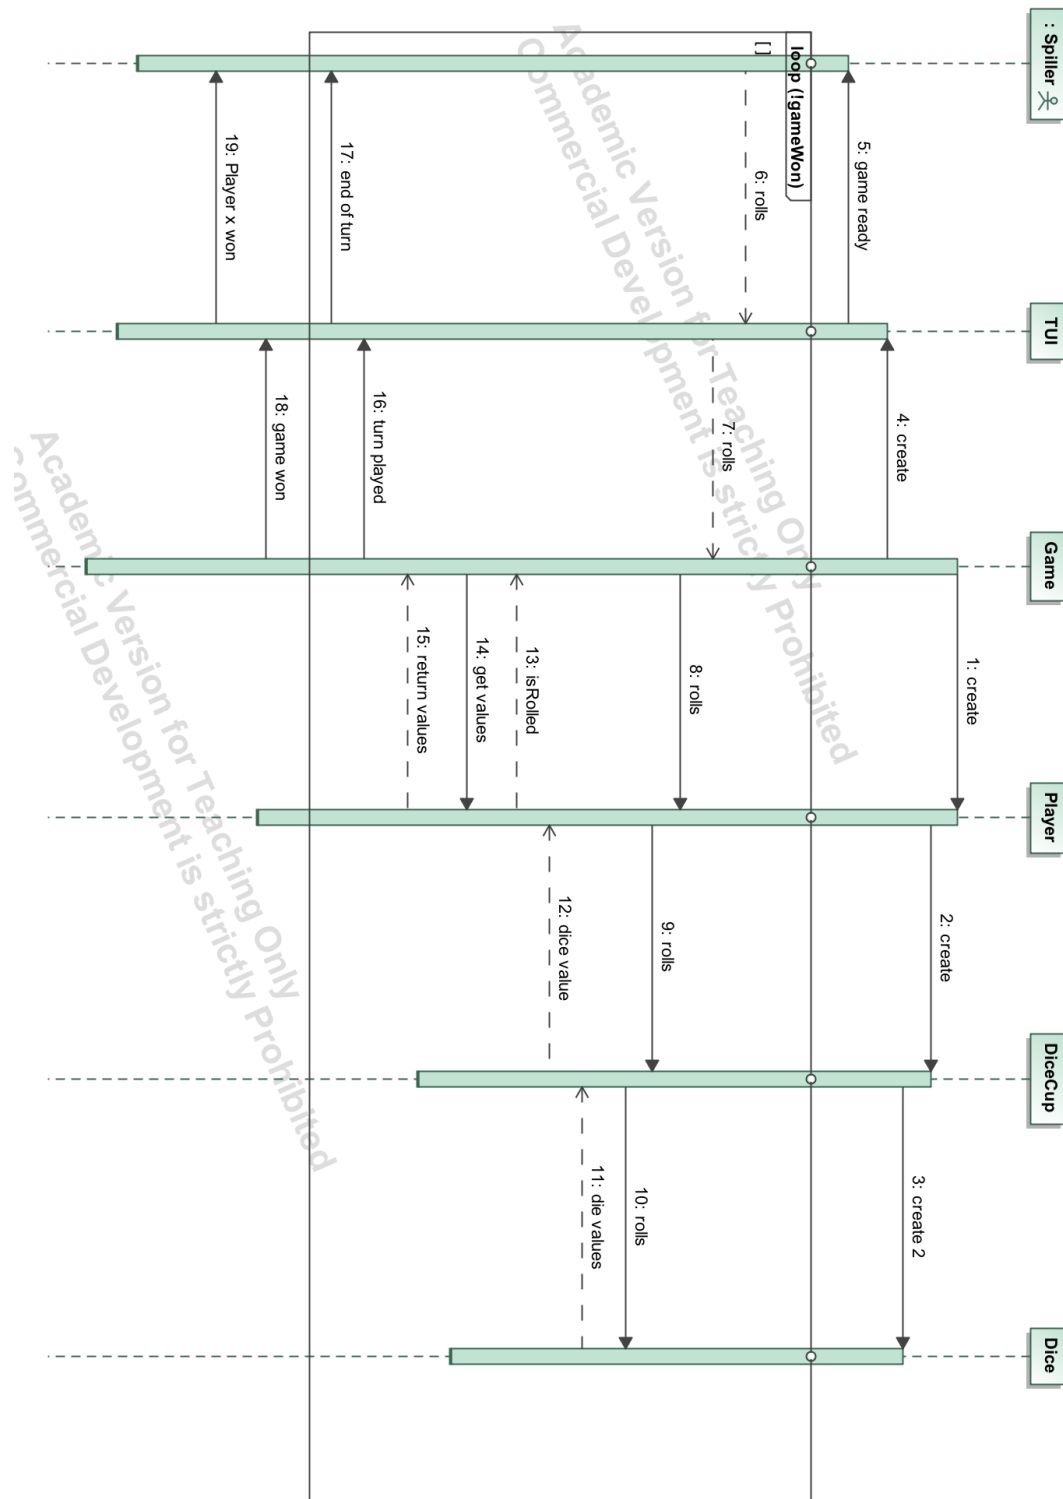 : Spiller
TUI
Game
Player
DiceCup
Dice
1: create
2: create
3: create 2
4: create
5: game ready
loop (!gameWon)
[ ]
6: rolls
7: rolls
8: rolls
9: rolls
10: rolls
11: die values
12: dice value
13: isRolled
14: get values
15: return values
16: turn played
17: end of turn
18: game won
19: Player x won
Academic Version for Teaching Only
Commercial Development is strictly Prohibited
Academic Version for Teaching Only
Commercial Development is strictly Prohibited